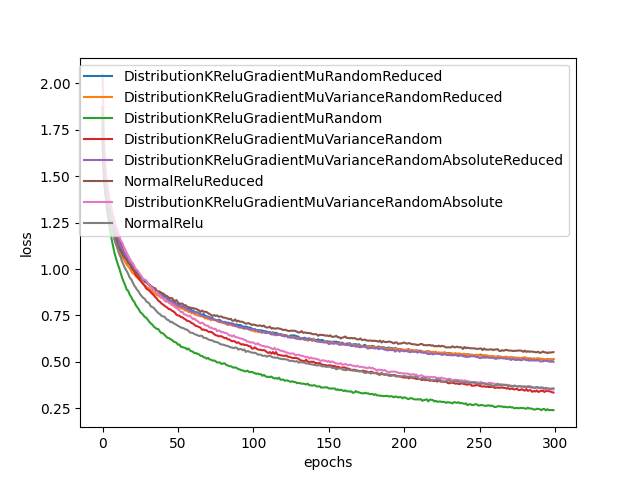 2.00
1.75
1.50
1.25
1.00
0.75
0.50
0.25
loss
DistributionKReluGradientMuRandomReduced
DistributionKReluGradientMuVarianceRandomReduced
DistributionKReluGradientMuRandom
DistributionKReluGradientMuVarianceRandom
DistributionKReluGradientMuVarianceRandomAbsoluteReduced
NormalReluReduced
DistributionKReluGradientMuVarianceRandomAbsolute
NormalRelu
0 50 100 150 200 250 300
epochs